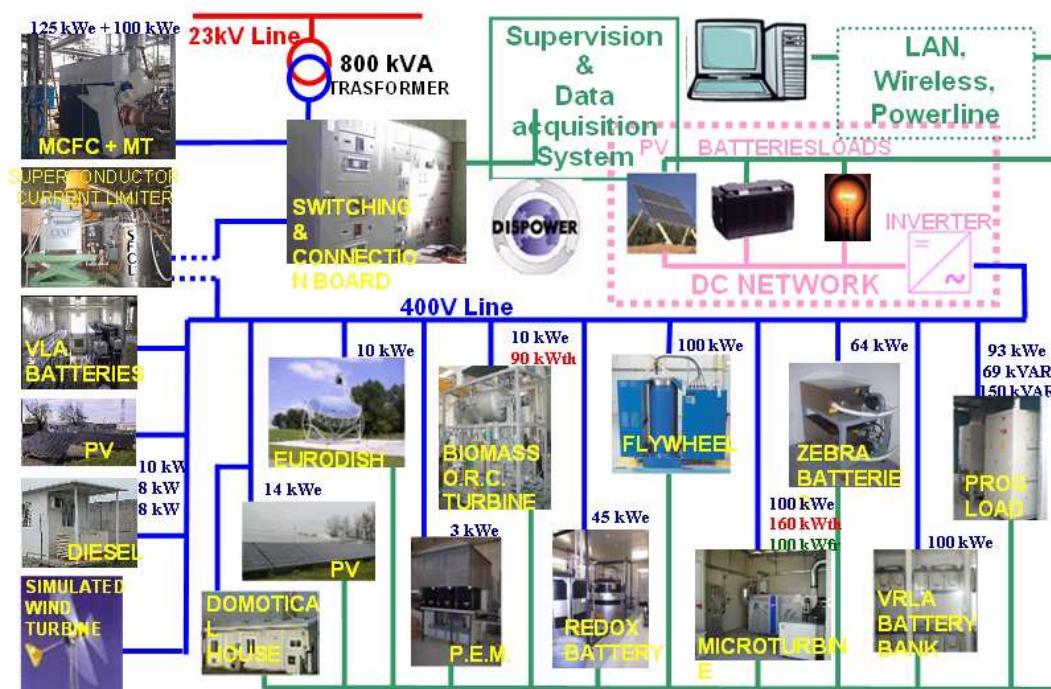 125 kWe + 100 kWe
MCFC + MT
23kV Line
800 kVA
TRASFORMER
Supervision
&
Data
acquisition
System
LAN,
Wireless,
Powerline
SUPERCONDUCTOR
CURRENT LIMITER
SFCL
SWITCHING
&
CONNECTIO
N BOARD
DISPOWER
PV
BATTERIES
LOADS
INVERTER
DC NETWORK
400V Line
VLA
BATTERIES
PV
10 kW
8 kW
8 kW
DIESEL
SIMULATED
WIND
TURBINE
10 kWe
EURODISH
14 kWe
PV
DOMOTICA
L
HOUSE
3 kWe
P.E.M.
10 kWe
90 kWth
BIOMASS
O.R.C.
TURBINE
45 kWe
REDOX
BATTERY
100 kWe
FLYWHEEL
100 kWe
160 kWth
100 kWfr
MICROTURBIN
E
64 kWe
ZEBRA
BATTERIE
100 kWe
VRLA
BATTERY
BANK
93 kWe
69 kVAR
150 kVAR
LOAD